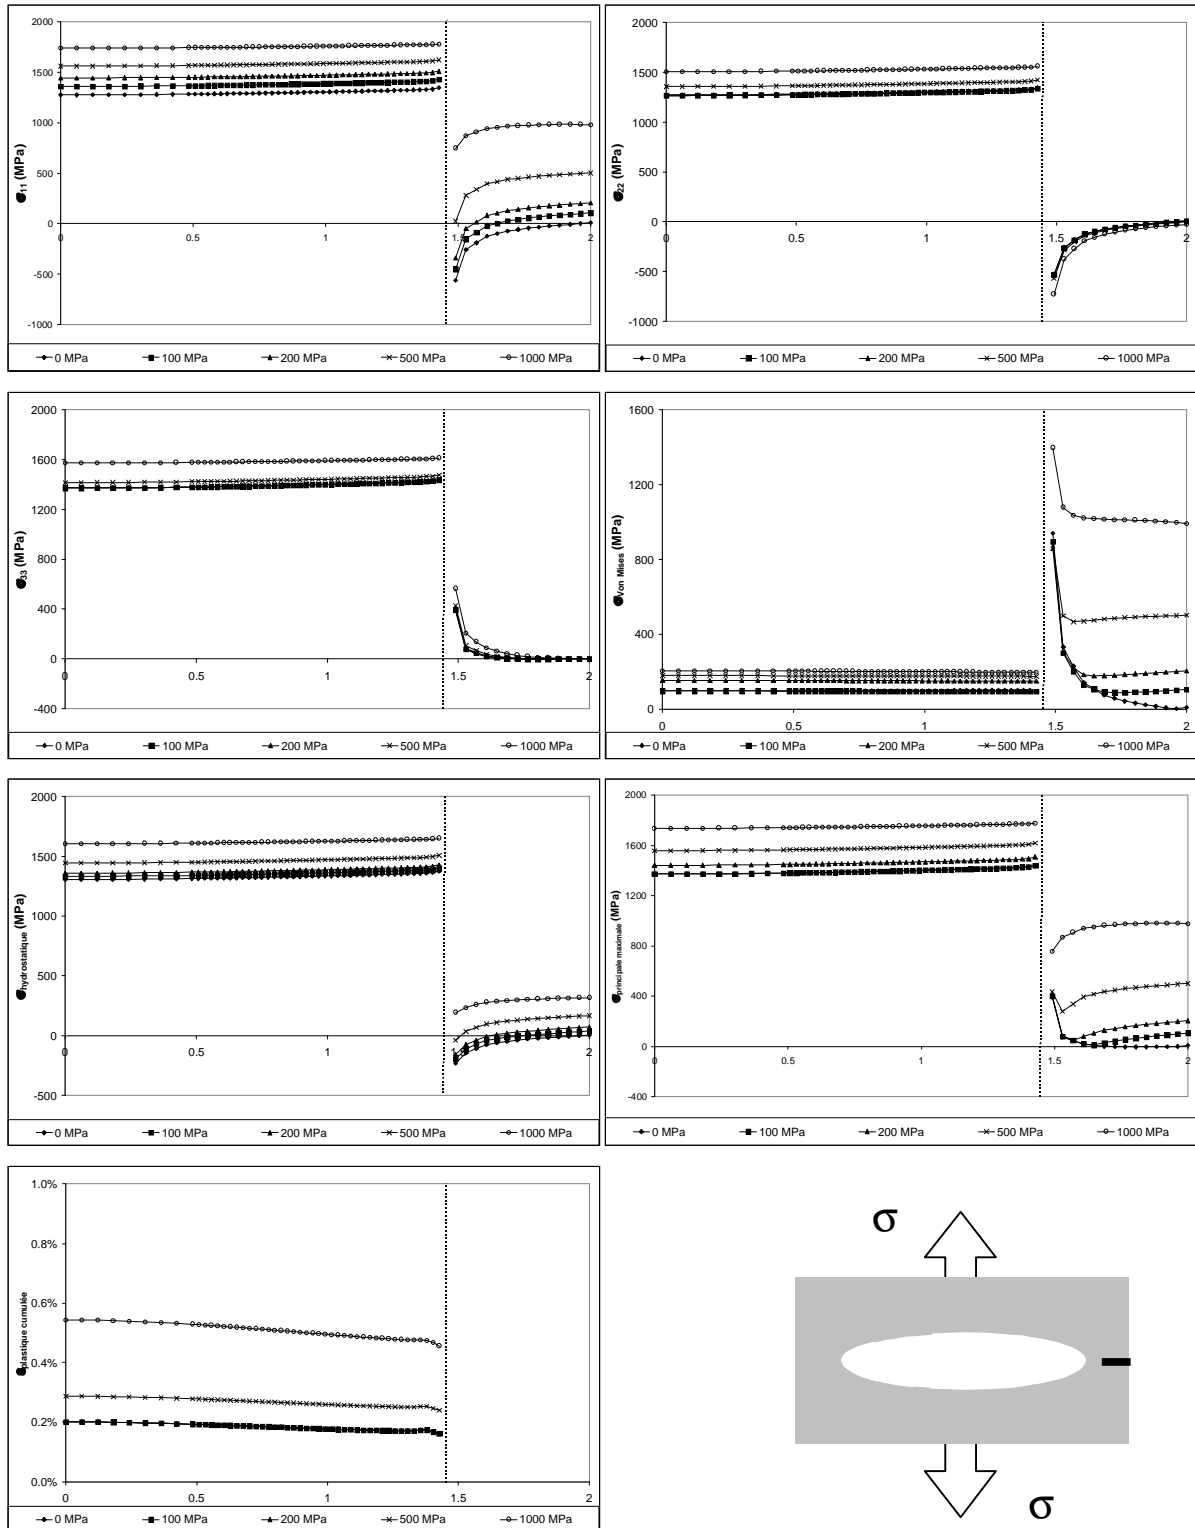 2000
1500
1000
500
0
-500
-1000
σ11 (MPa)
0 0.5 1 1.5 2
0 MPa 100 MPa 200 MPa 500 MPa 1000 MPa
2000
1500
1000
500
0
-500
-1000
σ22 (MPa)
0 0.5 1 1.5 2
0 MPa 100 MPa 200 MPa 500 MPa 1000 MPa
2000
1600
1200
800
400
0
-400
σ33 (MPa)
0 0.5 1 1.5 2
0 MPa 100 MPa 200 MPa 500 MPa 1000 MPa
1600
1200
800
400
0
σVon Mises (MPa)
0 0.5 1 1.5 2
0 MPa 100 MPa 200 MPa 500 MPa 1000 MPa
2000
1500
1000
500
0
-500
σhydrostatique (MPa)
0 0.5 1 1.5 2
0 MPa 100 MPa 200 MPa 500 MPa 1000 MPa
2000
1600
1200
800
400
0
-400
σprincipale maximale (MPa)
0 0.5 1 1.5 2
0 MPa 100 MPa 200 MPa 500 MPa 1000 MPa
1.0%
0.8%
0.6%
0.4%
0.2%
0.0%
plastique cumulée
0 0.5 1 1.5 2
0 MPa 100 MPa 200 MPa 500 MPa 1000 MPa
σ
σ